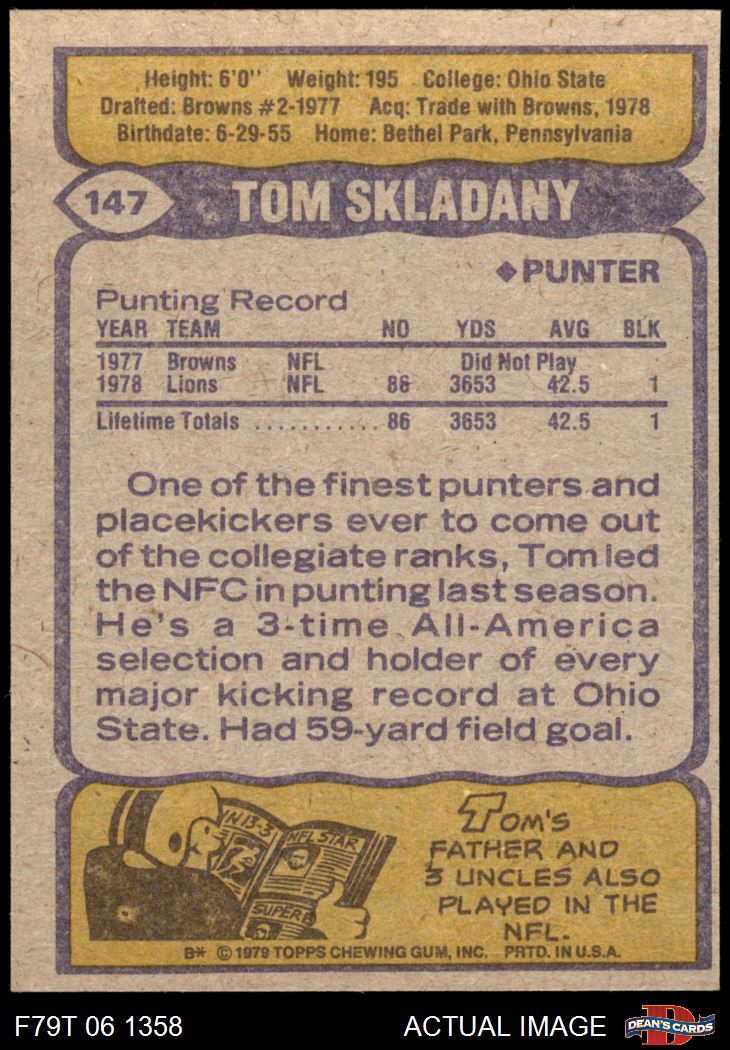 Height: 6'0'' Weight: 195 College: Ohio State
Drafted: Browns #2-1977 Acq: Trade with Browns, 1978
Birthdate: 6-29-55 Home: Bethel Park, Pennsylvania
147 TOM SKLADANY
◆PUNTER
Punting Record
YEAR TEAM NO YDS AVG BLK
1977 Browns NFL Did Not Play
1978 Lions NFL 86 3653 42.5 1
Lifetime Totals ........... 86 3653 42.5 1
One of the finest punters and
placekickers ever to come out
of the collegiate ranks, Tom led
the NFC in punting last season.
He's a 3-time All-America
selection and holder of every
major kicking record at Ohio
State. Had 59-yard field goal.
TOM'S
FATHER AND
3 UNCLES ALSO
PLAYED IN THE
NFL.
NFL STAR
SUPER
B* © 1979 TOPPS CHEWING GUM, INC. PRTD. IN U.S.A.
F79T 06 1358 ACTUAL IMAGE
DEAN'S CARDS